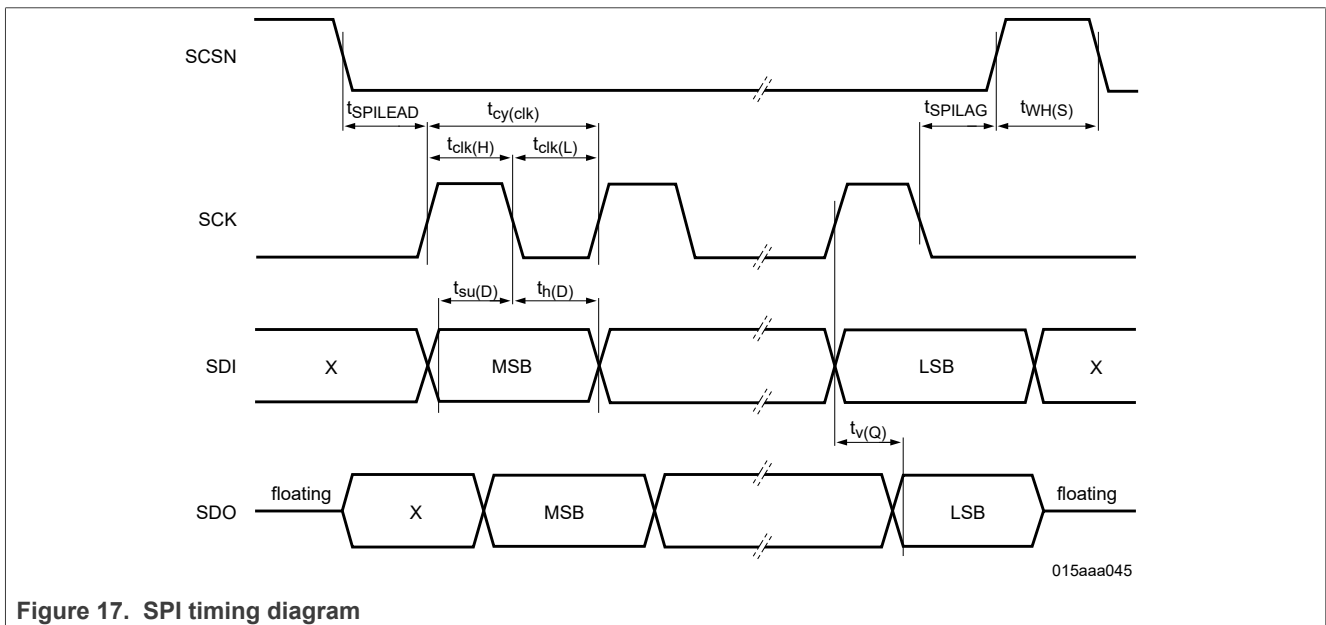 SCSN
tSPILEAD
tcy(clk)
tSPILAG
tWH(S)
tclk(H)
tclk(L)
SCK
tsu(D)
th(D)
SDI
X
MSB
LSB
X
tv(Q)
SDO
floating
X
MSB
LSB
floating
015aaa045
Figure 17. SPI timing diagram